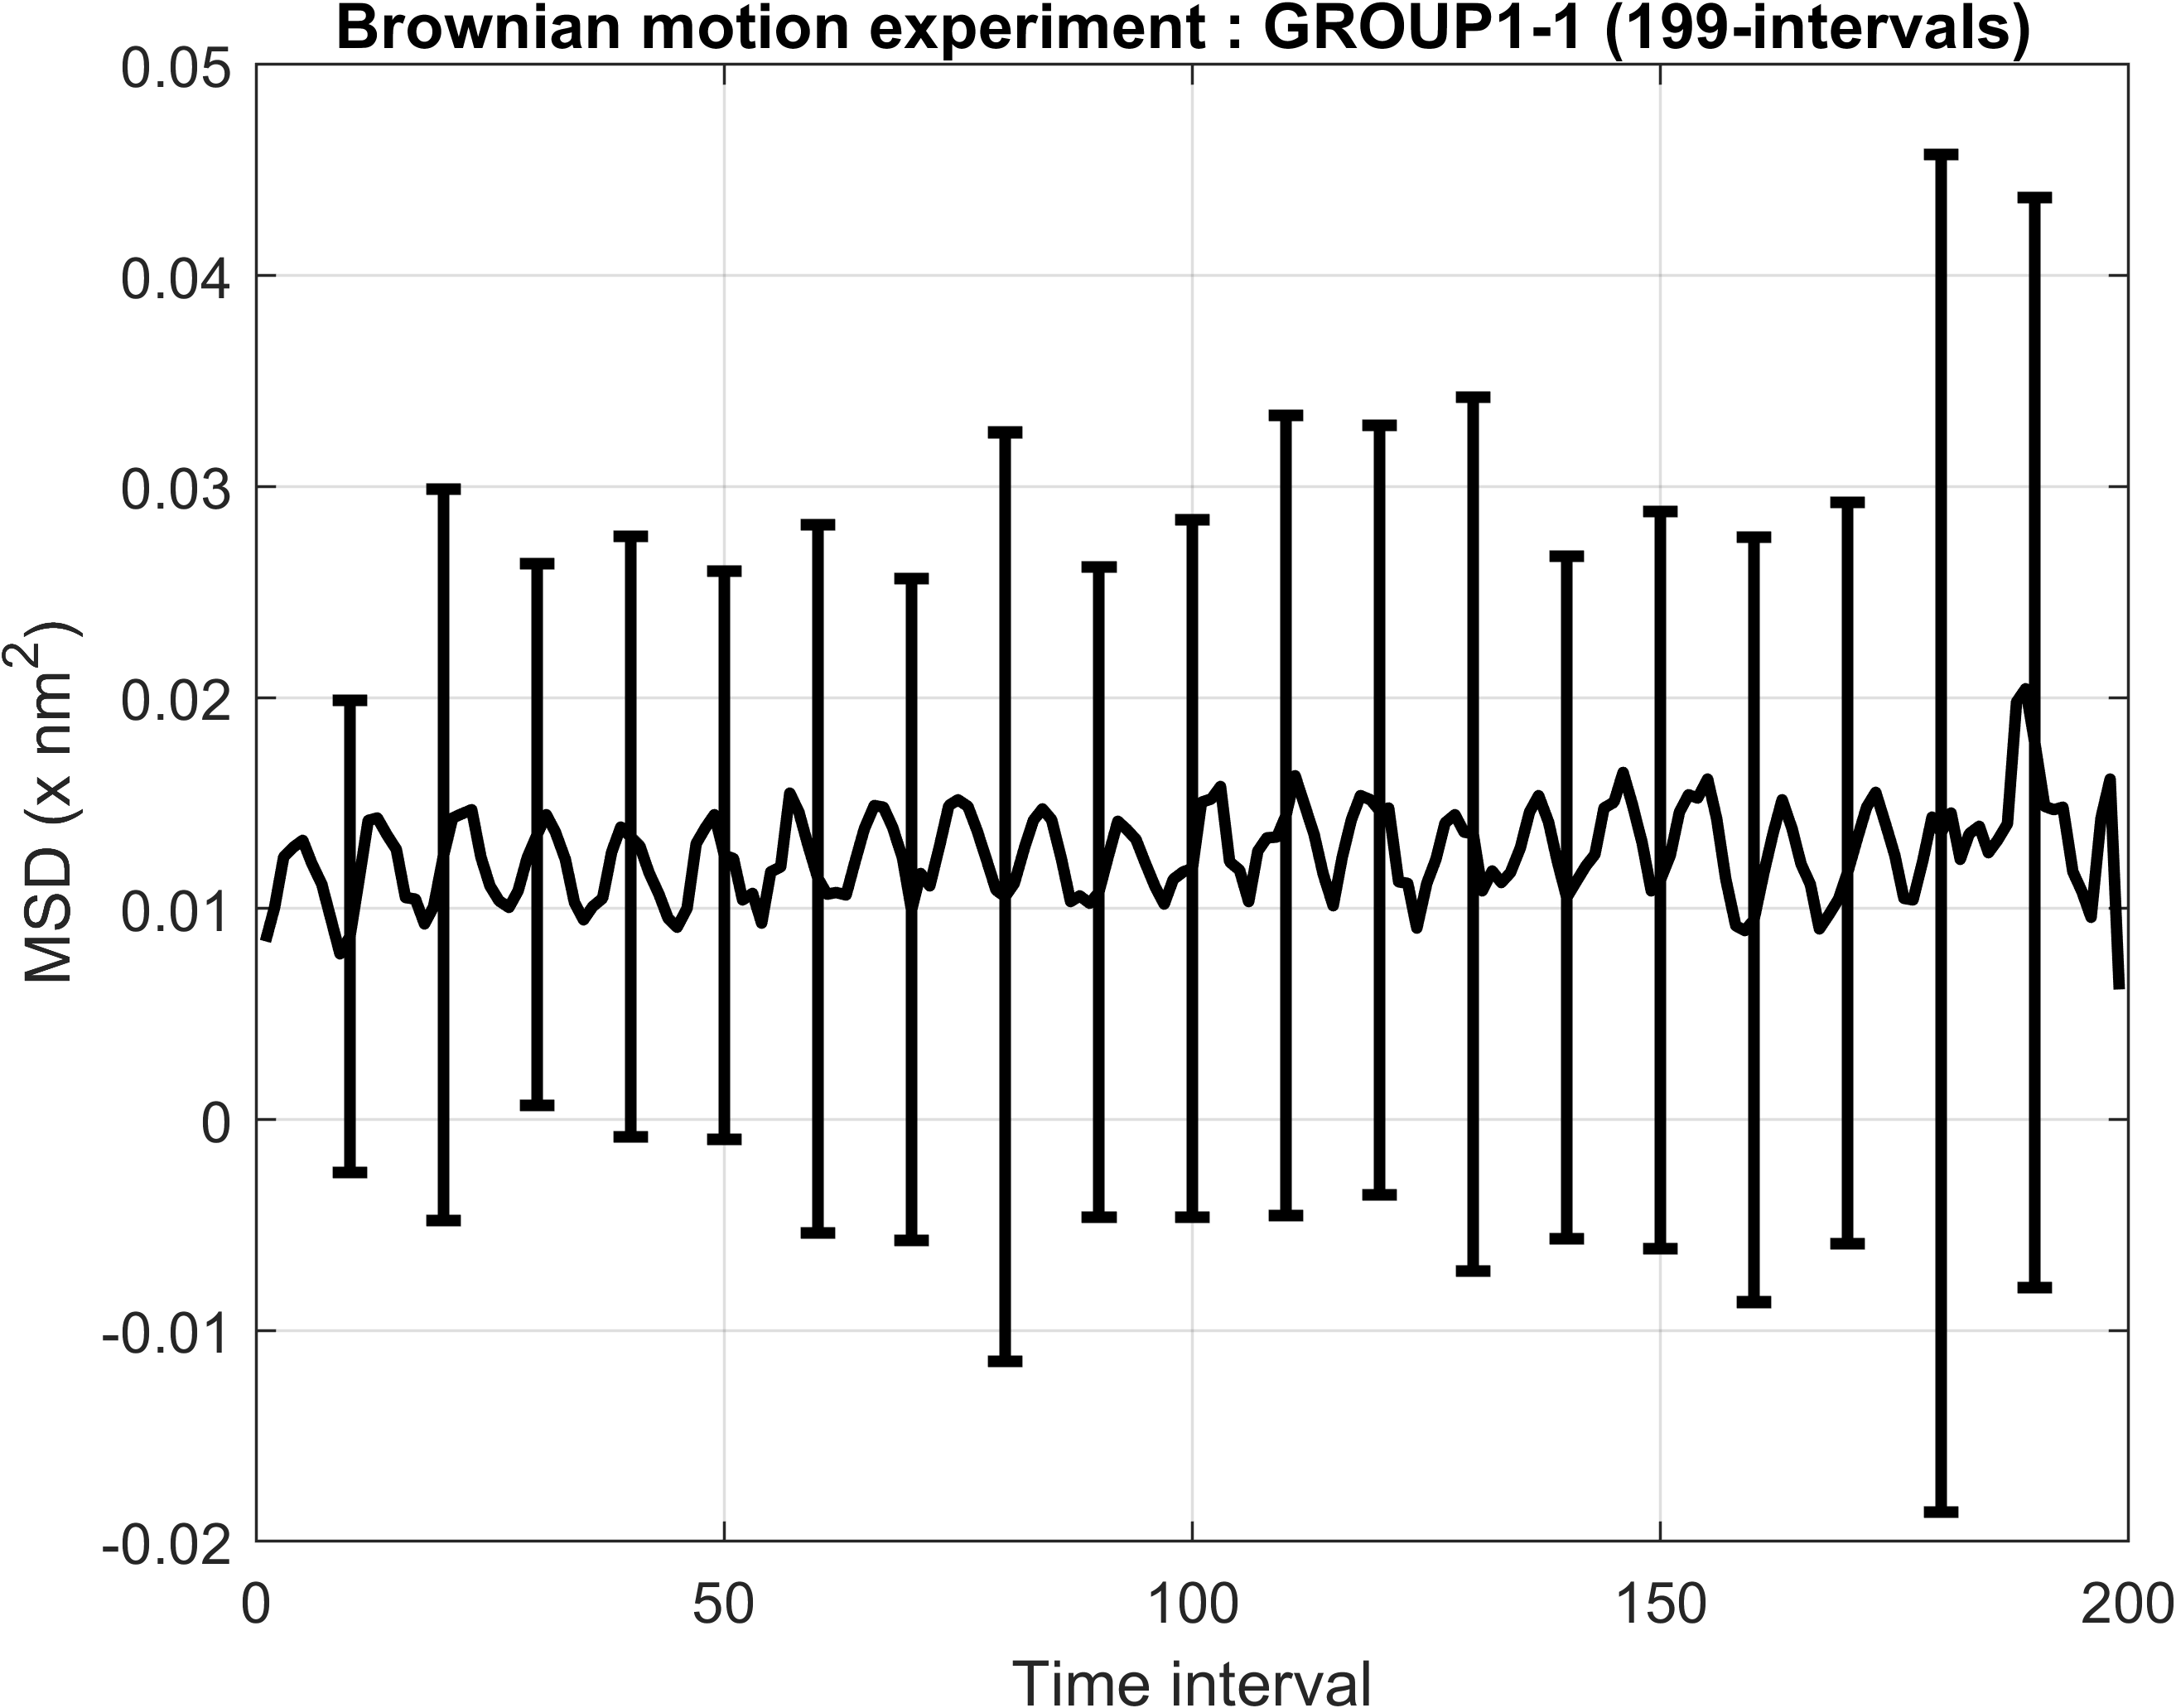 Brownian motion experiment : GROUP1-1 (199-intervals)
0.05
0.04
0.03
0.02
0.01
0
-0.01
-0.02
MSD (x nm²)
0 50 100 150 200
Time interval